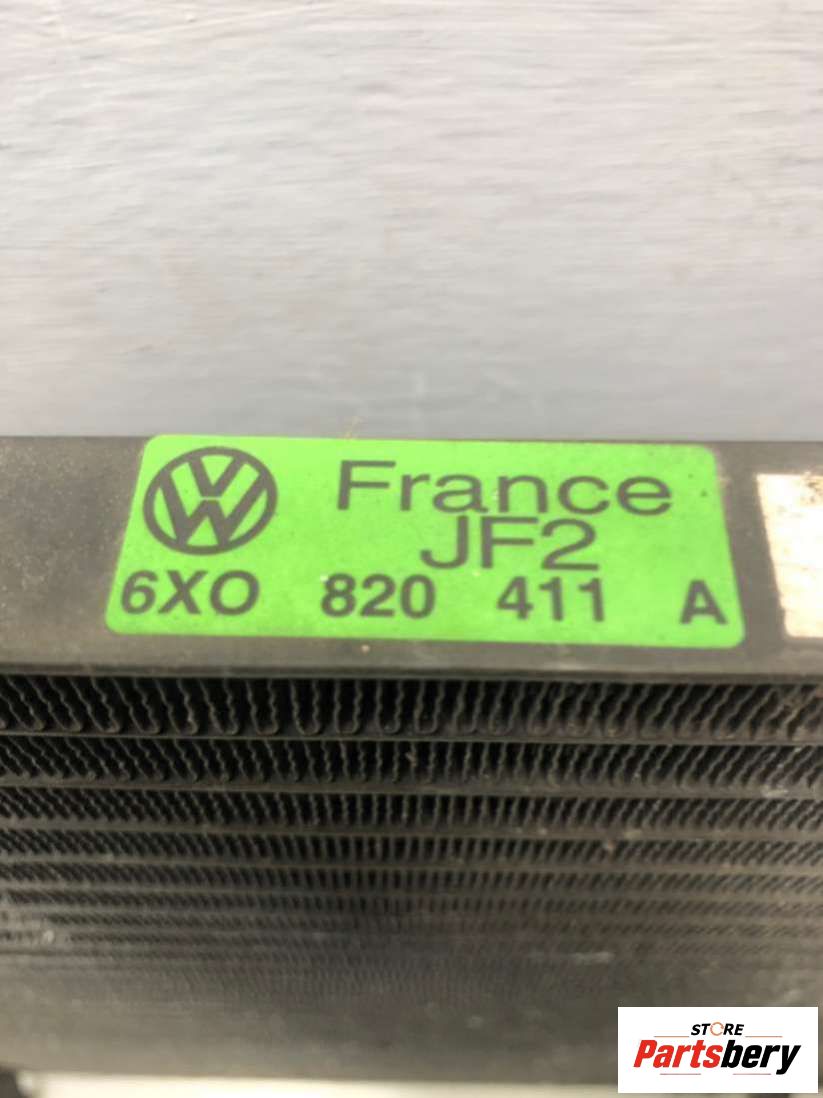 France
JF2
6XO 820 411 A
STORE
Partsbery